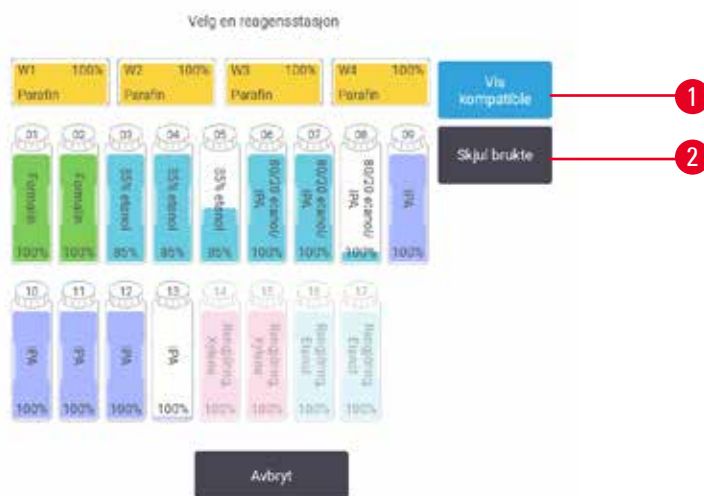 Velg en reagensstasjon
W1 100% W2 100% W3 100% W4 100%
Parafin Parafin Parafin Parafin
Vis
kompatible
1
Skjul brukte
2
01 02 03 04 05 06 07 08 09
Formalin Formalin 85% etanol 85% etanol 85% etanol 80/20 etanol/ IPA 80/20 etanol/ IPA 80/20 etanol/ IPA IPA
100% 100% 85% 85% 85% 100% 100% 100% 100%
10 11 12 13 14 15 16 17
IPA IPA IPA IPA Rengjøring Xylene Rengjøring Xylene Rengjøring Etanol Rengjøring Etanol
100% 100% 100% 100% 100% 100% 100% 100%
Avbryt